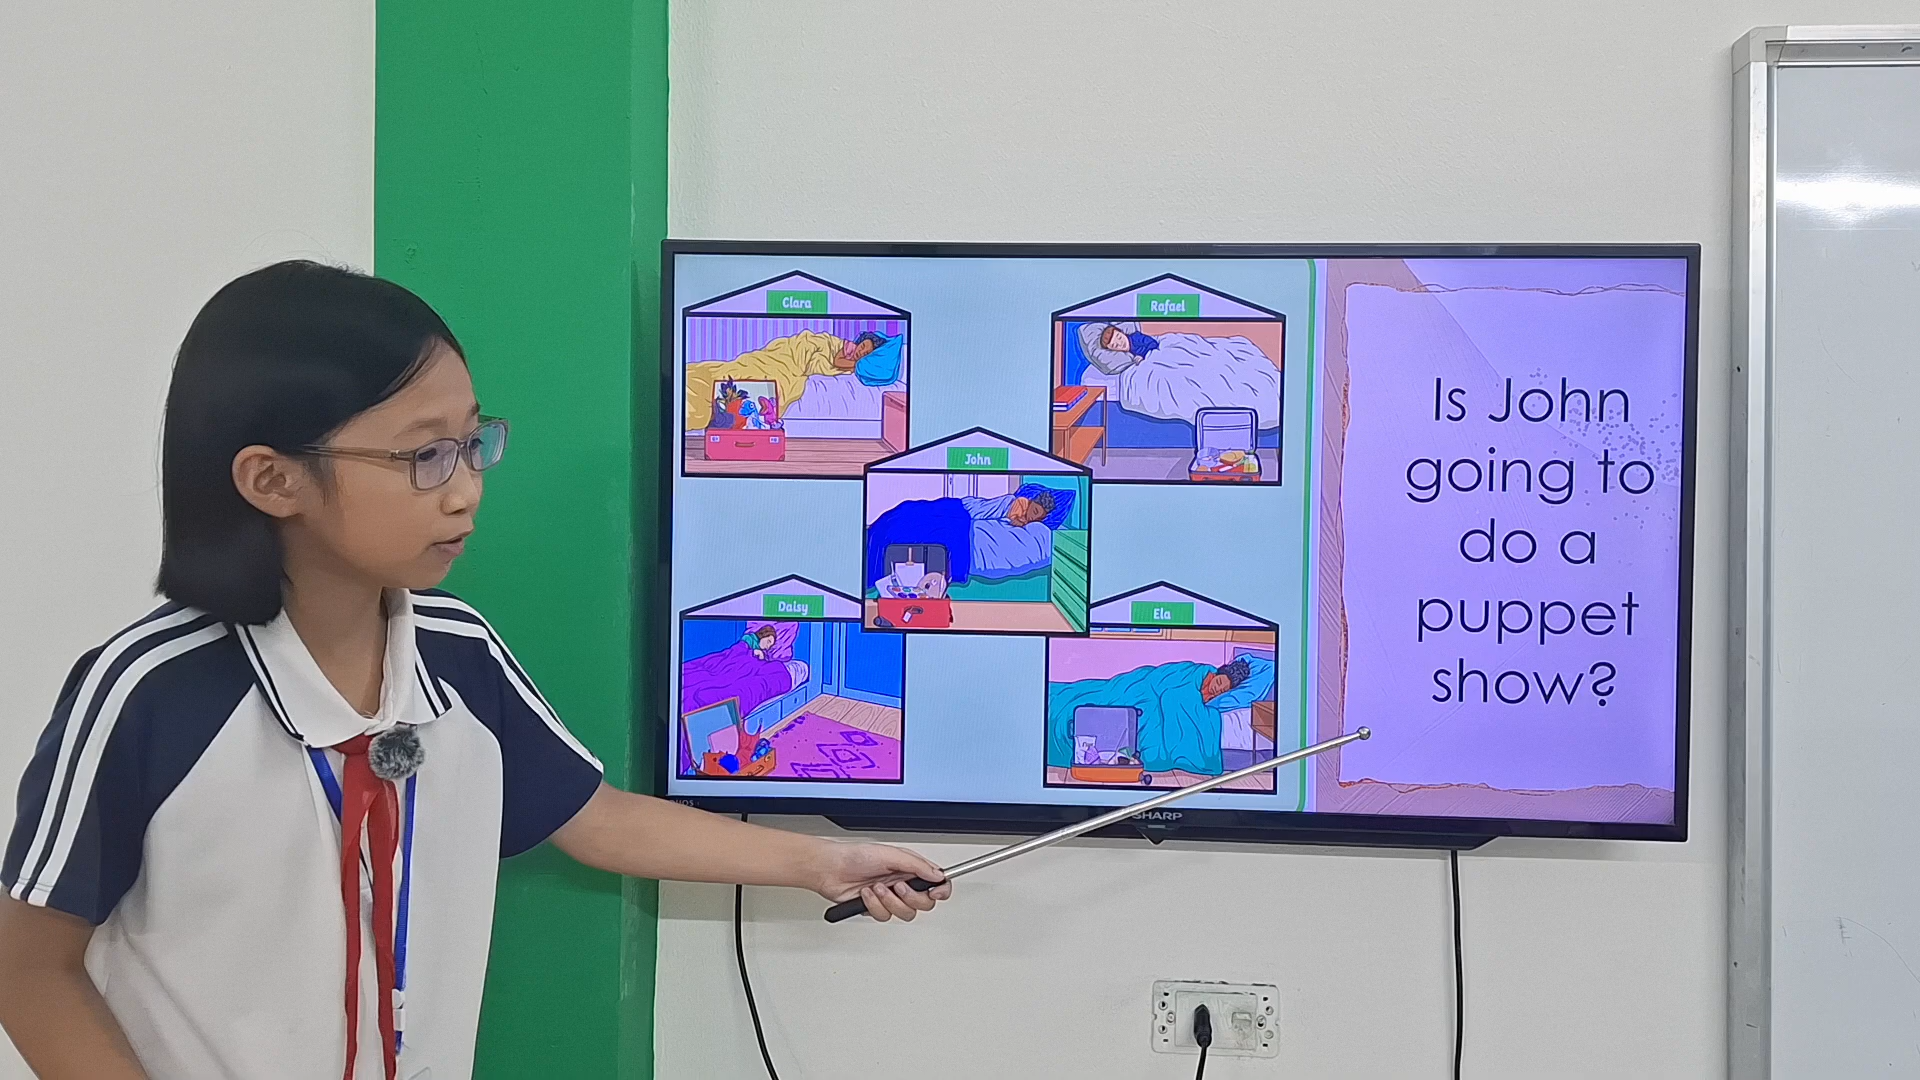 Clara
Rafael
John
Daisy
Ela
Is John
going to
do a
puppet
show?
SHARP